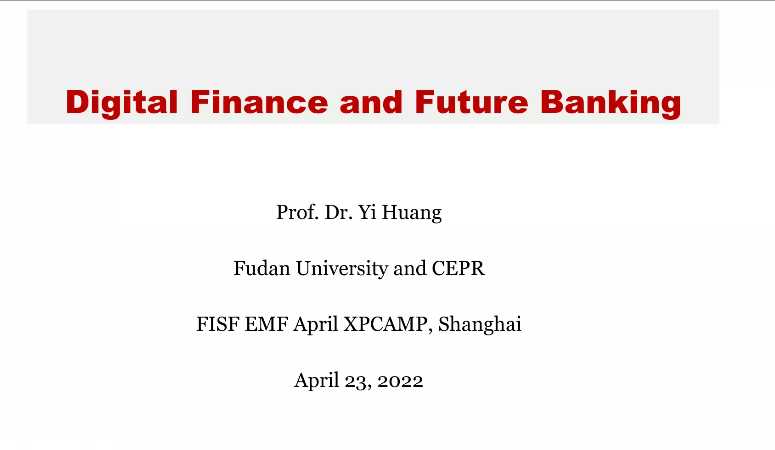 Digital Finance and Future Banking
Prof. Dr. Yi Huang
Fudan University and CEPR
FISF EMF April XPCAMP, Shanghai
April 23, 2022